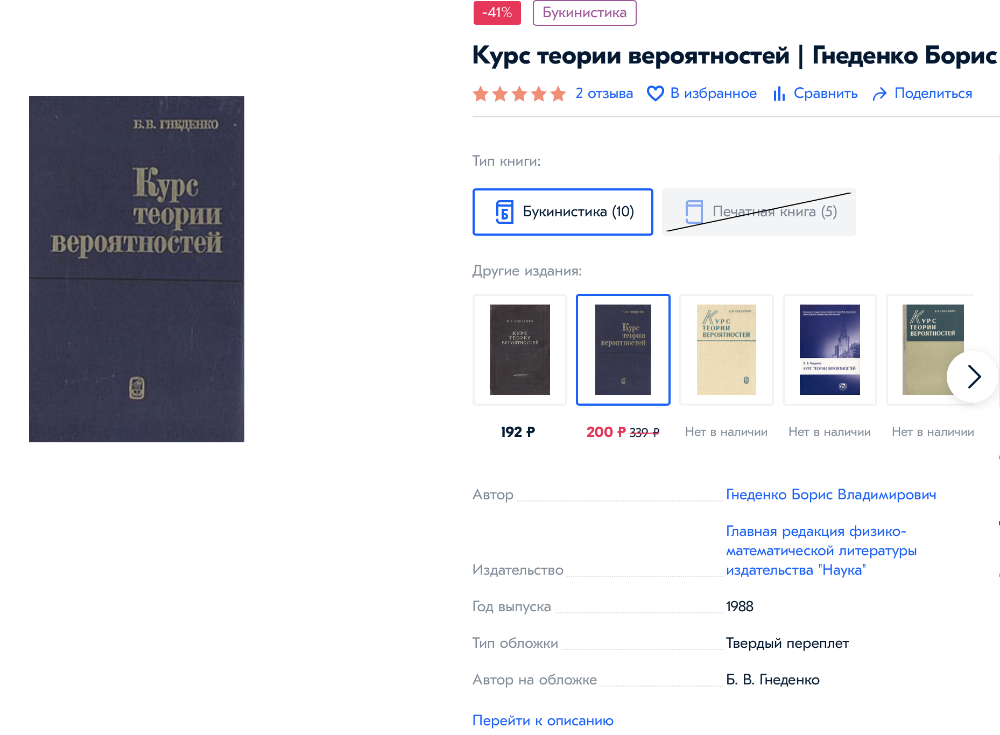 -41%
Букинистика
Курс теории вероятностей | Гнеденко Борис
2 отзыва
В избранное
Сравнить
Поделиться
Б.В. ГНЕДЕНКО
Курс
теории
вероятностей
Тип книги:
Б
Букинистика (10)
Печатная книга (5)
Другие издания:
Б.В. ГНЕДЕНКО
КУРС
ТЕОРИИ
ВЕРОЯТНОСТЕЙ
Б.В. ГНЕДЕНКО
Курс
теории
вероятностей
Б.В. ГНЕДЕНКО
КУРС
ТЕОРИИ
ВЕРОЯТНОСТЕЙ
Б. В. Гнеденко
КУРС ТЕОРИИ ВЕРОЯТНОСТЕЙ
Б.В. ГНЕДЕНКО
КУРС
ТЕОРИИ
ВЕРОЯТНОСТЕЙ
192 ₽
200 ₽ 339 ₽
Нет в наличии
Нет в наличии
Нет в наличии
Автор
Гнеденко Борис Владимирович
Издательство
Главная редакция физико-
математической литературы
издательства "Наука"
Год выпуска
1988
Тип обложки
Твердый переплет
Автор на обложке
Б. В. Гнеденко
Перейти к описанию